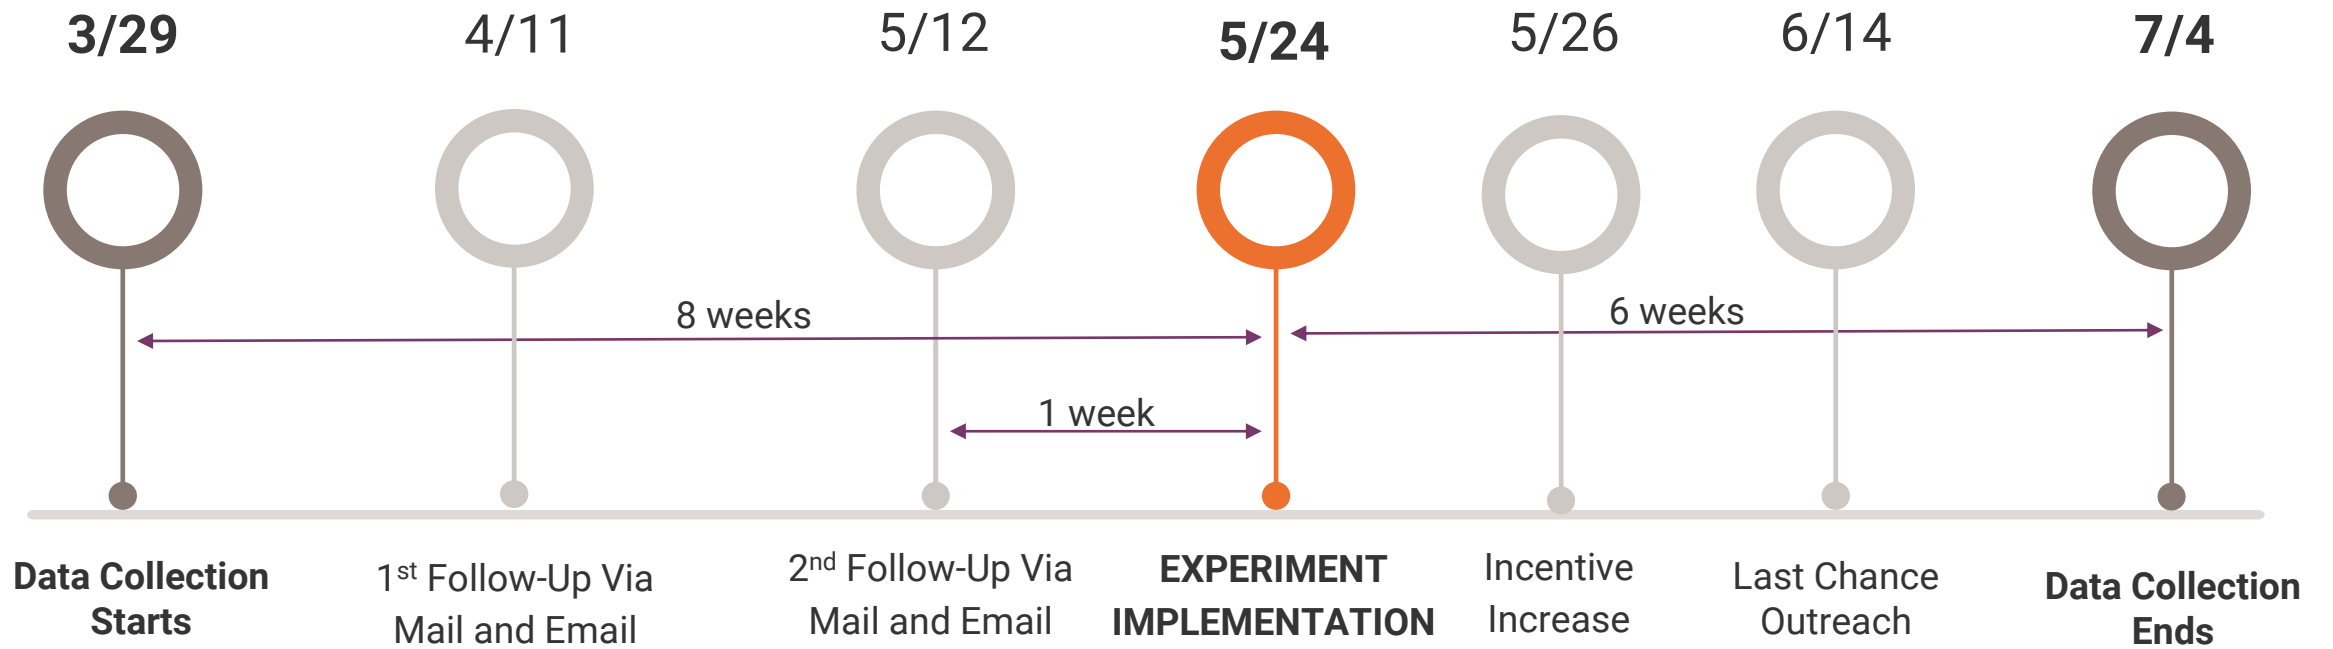 3/29
4/11
5/12
5/24
5/26
6/14
7/4
8 weeks
6 weeks
1 week
Data Collection
Starts
1st Follow-Up Via
Mail and Email
2nd Follow-Up Via
Mail and Email
EXPERIMENT
IMPLEMENTATION
Incentive
Increase
Last Chance
Outreach
Data Collection
Ends